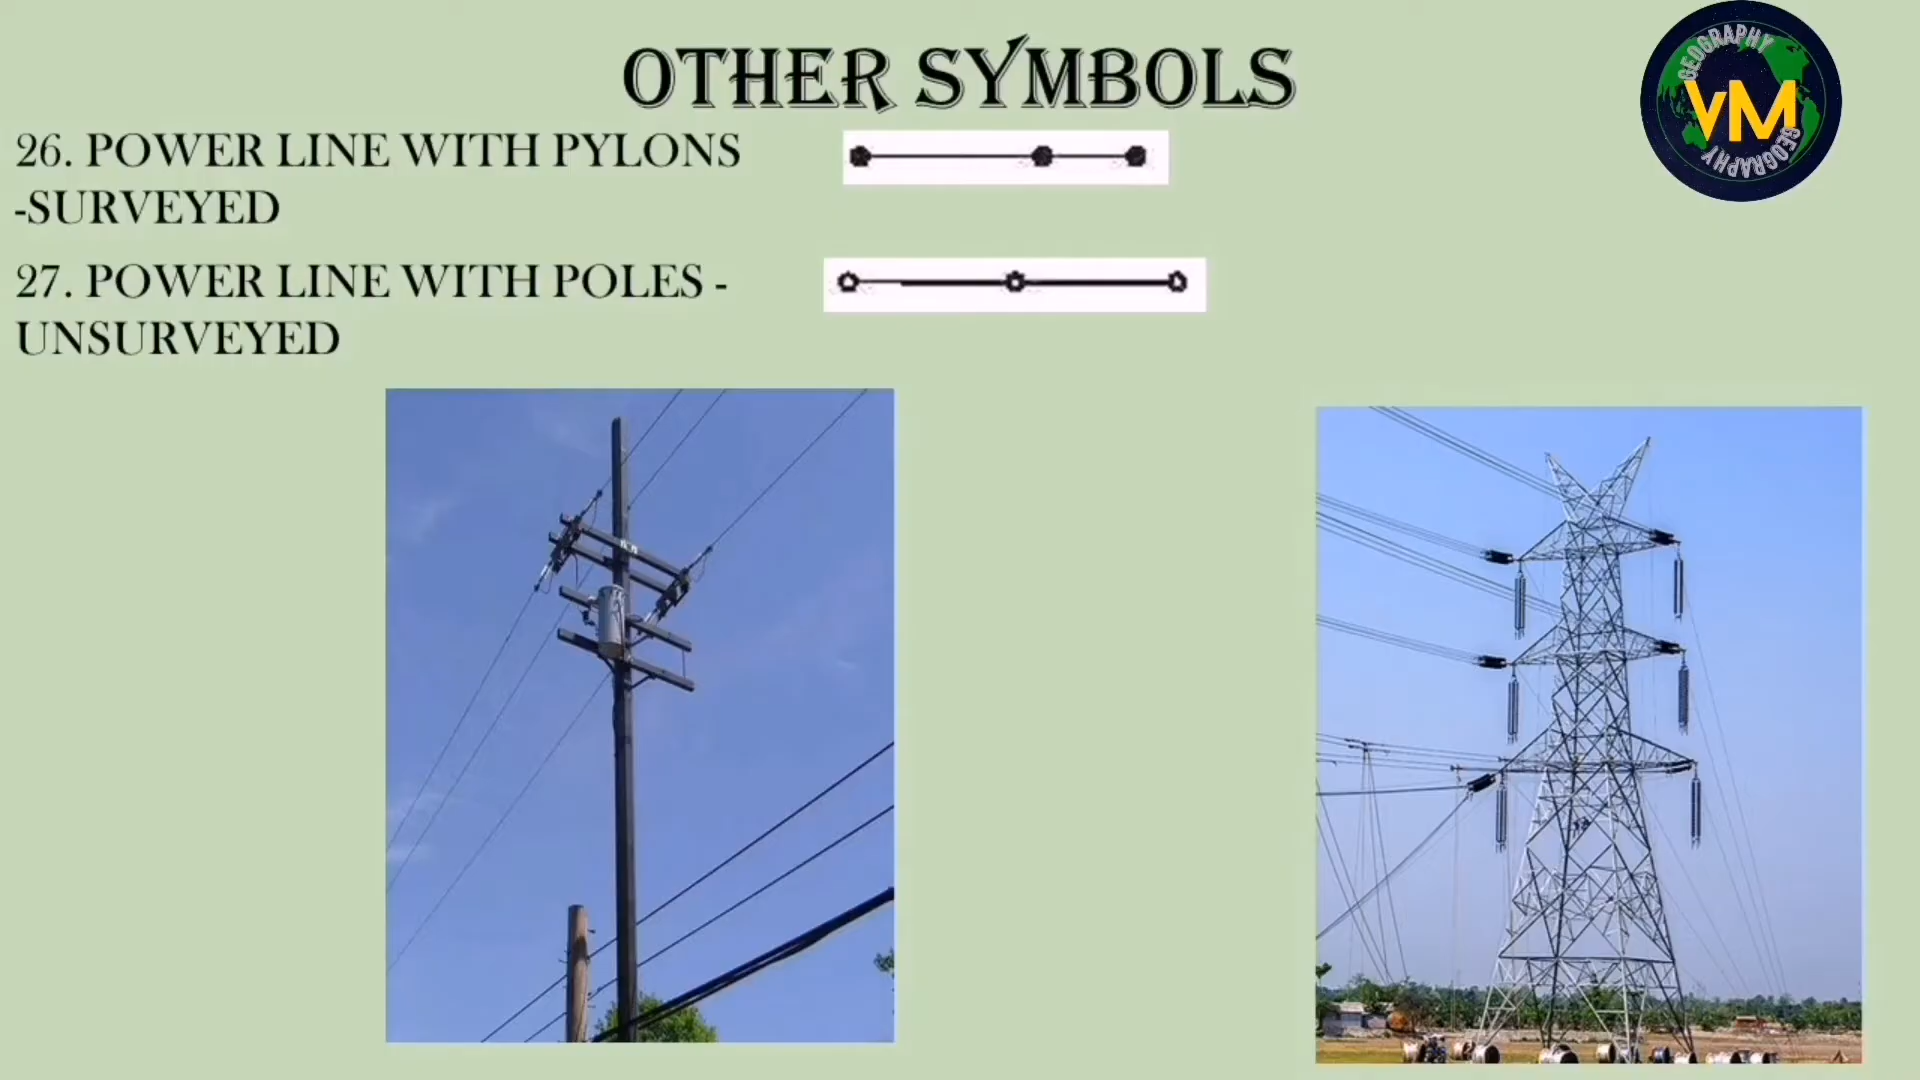 OTHER SYMBOLS
26. POWER LINE WITH PYLONS
-SURVEYED
27. POWER LINE WITH POLES -
UNSURVEYED
GEOGRAPHY
VM
GEOGRAPHY